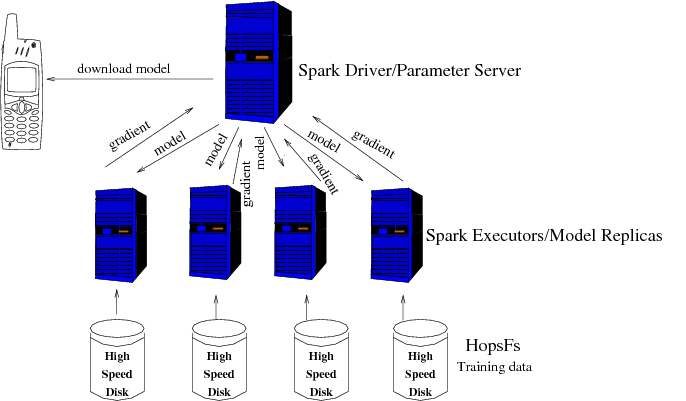 Spark Driver/Parameter Server
download model
gradient
model
model
gradient
model
gradient
model
gradient
Spark Executors/Model Replicas
HopsFs
Training data
High
Speed
Disk
High
Speed
Disk
High
Speed
Disk
High
Speed
Disk